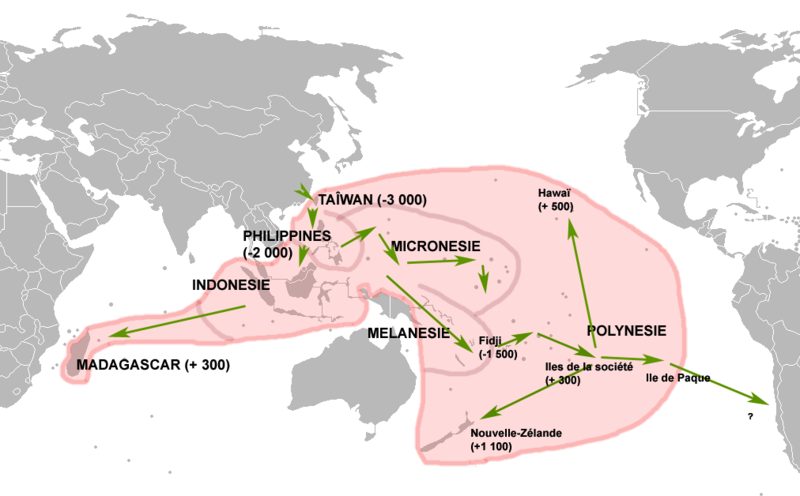 Hawaï
(+ 500)
TAÎWAN (-3 000)
PHILIPPINES
(-2 000)
MICRONESIE
INDONESIE
MELANESIE
Fidji
(-1 500)
POLYNESIE
Iles de la société
(+ 300)
Ile de Paque
MADAGASCAR (+ 300)
?
Nouvelle-Zélande
(+1 100)